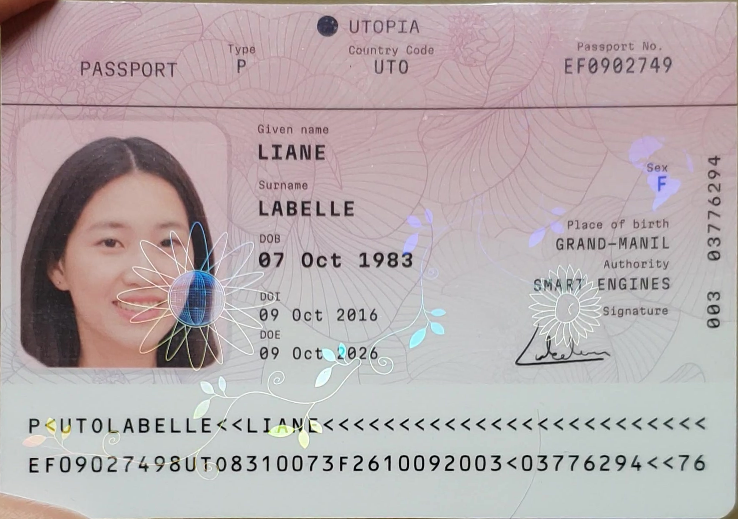 UTOPIA
PASSPORT
Type
P
Country Code
UTO
Passport No.
EF0902749
Given name
LIANE
Surname
LABELLE
DOB
07 Oct 1983
DOI
09 Oct 2016
DOE
09 Oct 2026
Sex
F
Place of birth
GRAND-MANIL
Authority
SMART ENGINES
Signature
003 03776294
P<UTOLABELLE<<LIANE<<<<<<<<<<<<<<<<<<<<<<<<<
EF09027498UTO8310073F2610092003<03776294<<76